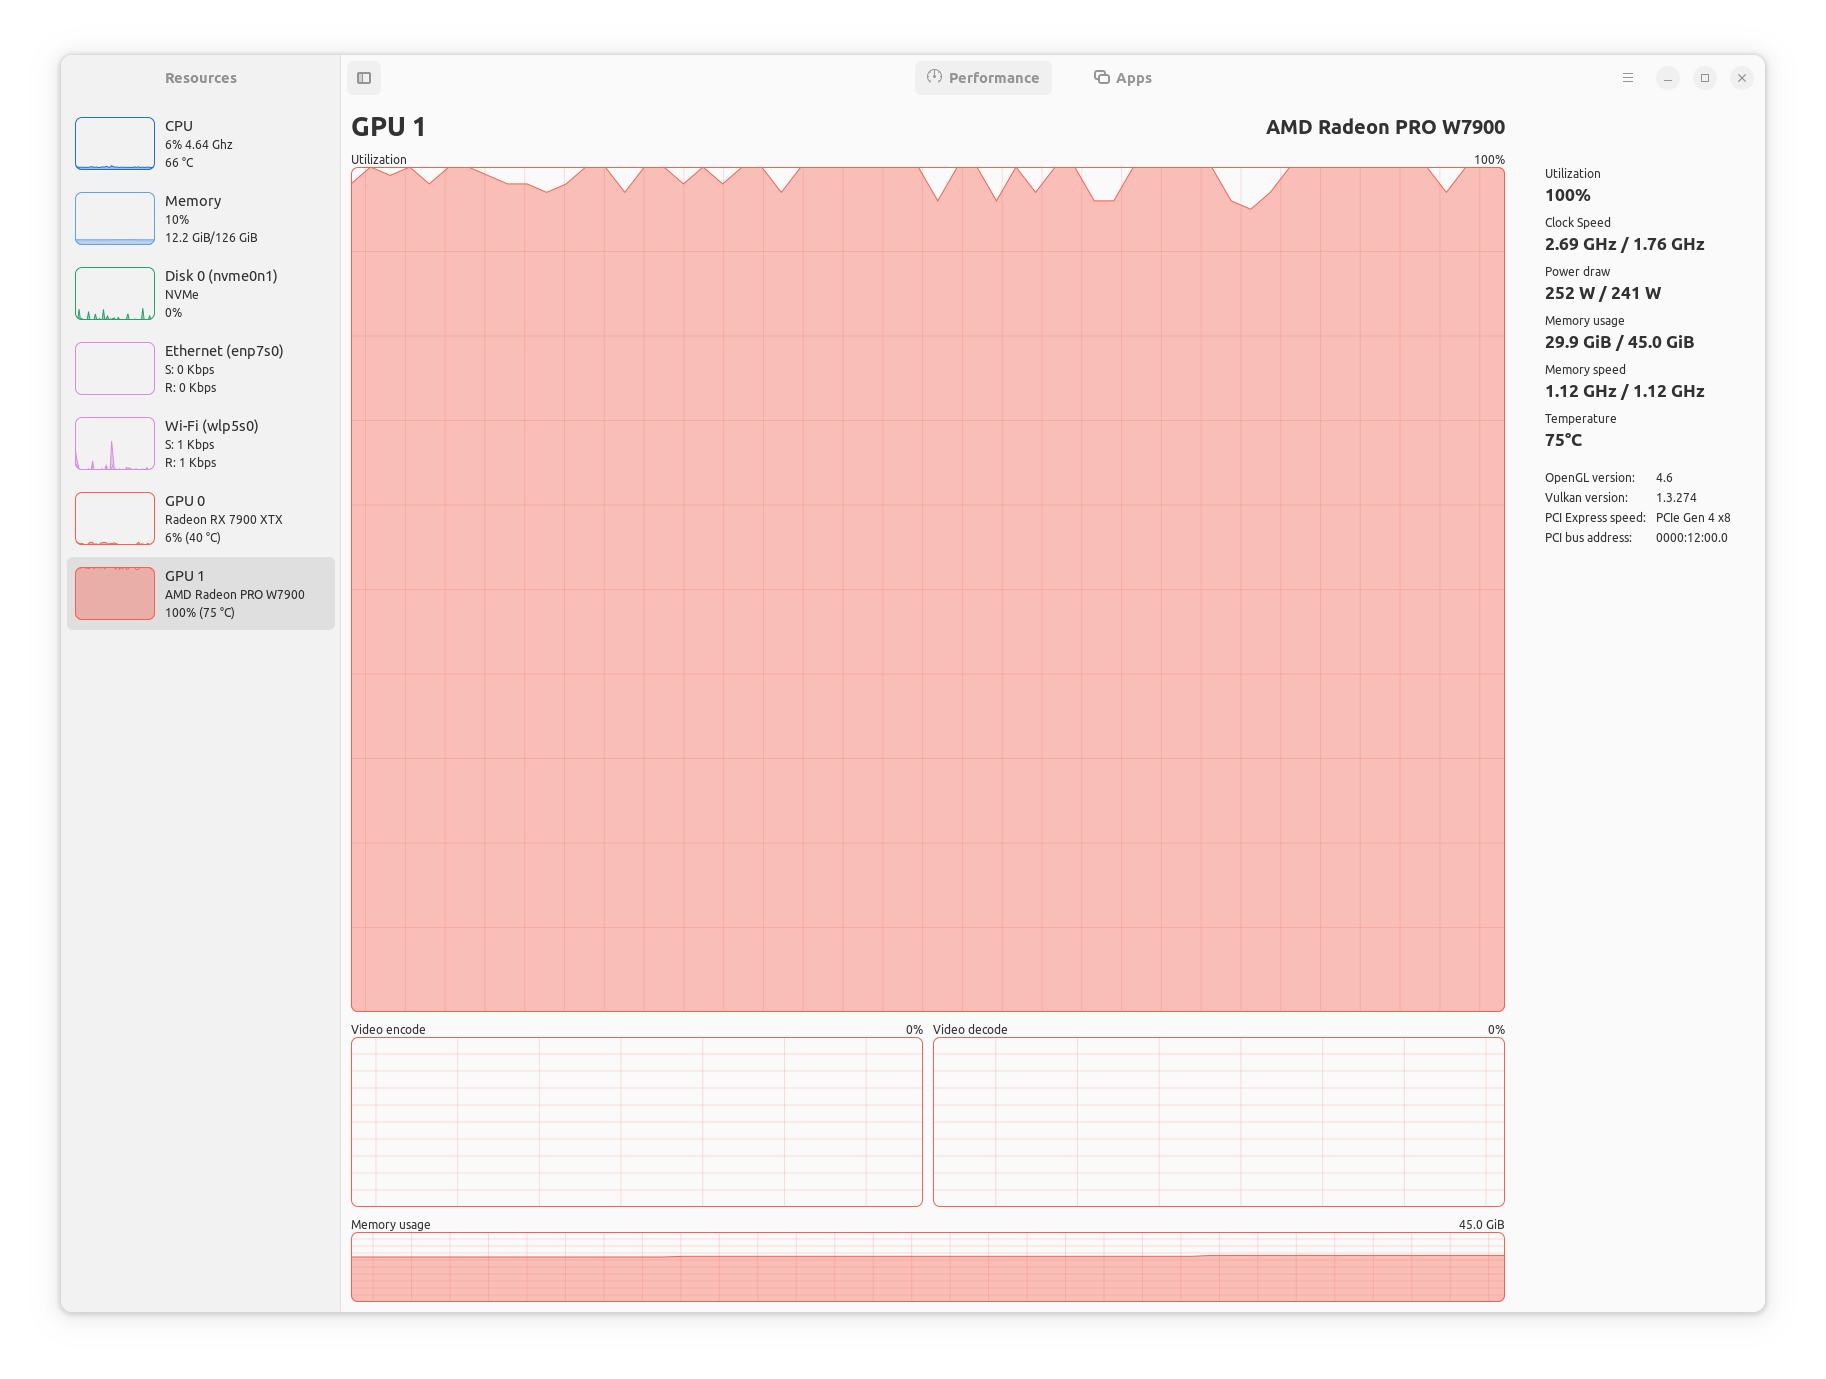 Resources
CPU
6% 4.64 Ghz
66 °C
Memory
10%
12.2 GiB/126 GiB
Disk 0 (nvme0n1)
NVMe
0%
Ethernet (enp7s0)
S: 0 Kbps
R: 0 Kbps
Wi-Fi (wlp5s0)
S: 1 Kbps
R: 1 Kbps
GPU 0
Radeon RX 7900 XTX
6% (40 °C)
GPU 1
AMD Radeon PRO W7900
100% (75 °C)
Performance
Apps
GPU 1
AMD Radeon PRO W7900
Utilization
100%
Video encode
0%
Video decode
0%
Memory usage
45.0 GiB
Utilization
100%
Clock Speed
2.69 GHz / 1.76 GHz
Power draw
252 W / 241 W
Memory usage
29.9 GiB / 45.0 GiB
Memory speed
1.12 GHz / 1.12 GHz
Temperature
75°C
OpenGL version: 4.6
Vulkan version: 1.3.274
PCI Express speed: PCIe Gen 4 x8
PCI bus address: 0000:12:00.0